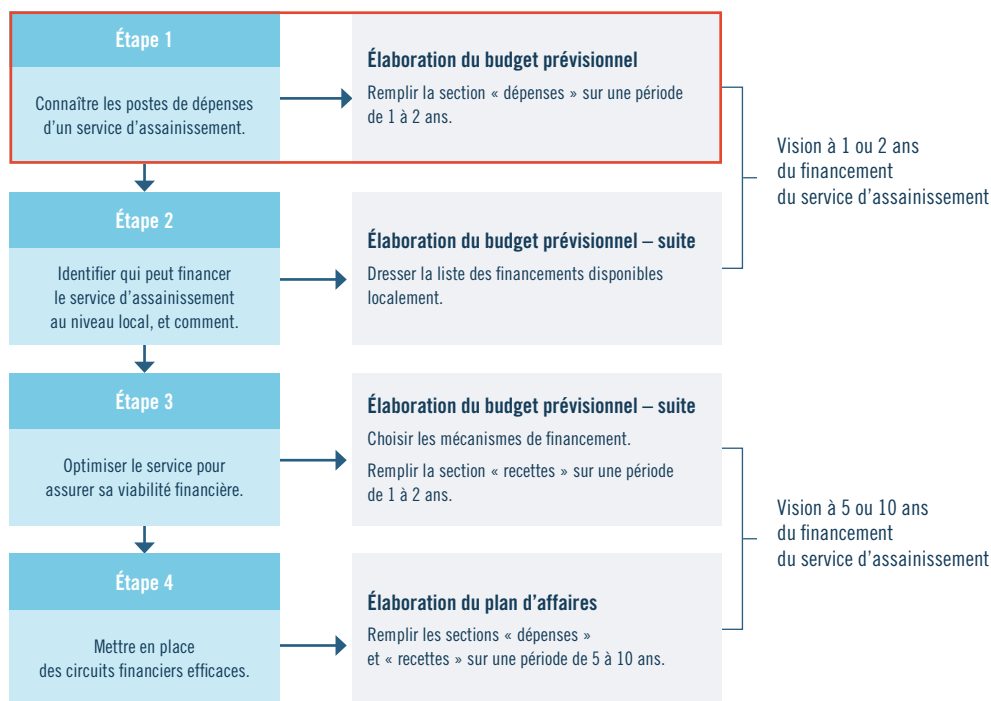 Étape 1
Connaître les postes de dépenses
d’un service d’assainissement.
Élaboration du budget prévisionnel
Remplir la section « dépenses » sur une période
de 1 à 2 ans.
Étape 2
Identifier qui peut financer
le service d’assainissement
au niveau local, et comment.
Élaboration du budget prévisionnel – suite
Dresser la liste des financements disponibles
localement.
Vision à 1 ou 2 ans
du financement
du service d’assainissement
Étape 3
Optimiser le service pour
assurer sa viabilité financière.
Élaboration du budget prévisionnel – suite
Choisir les mécanismes de financement.
Remplir la section « recettes » sur une période
de 1 à 2 ans.
Étape 4
Mettre en place
des circuits financiers efficaces.
Élaboration du plan d’affaires
Remplir les sections « dépenses »
et « recettes » sur une période de 5 à 10 ans.
Vision à 5 ou 10 ans
du financement
du service d’assainissement